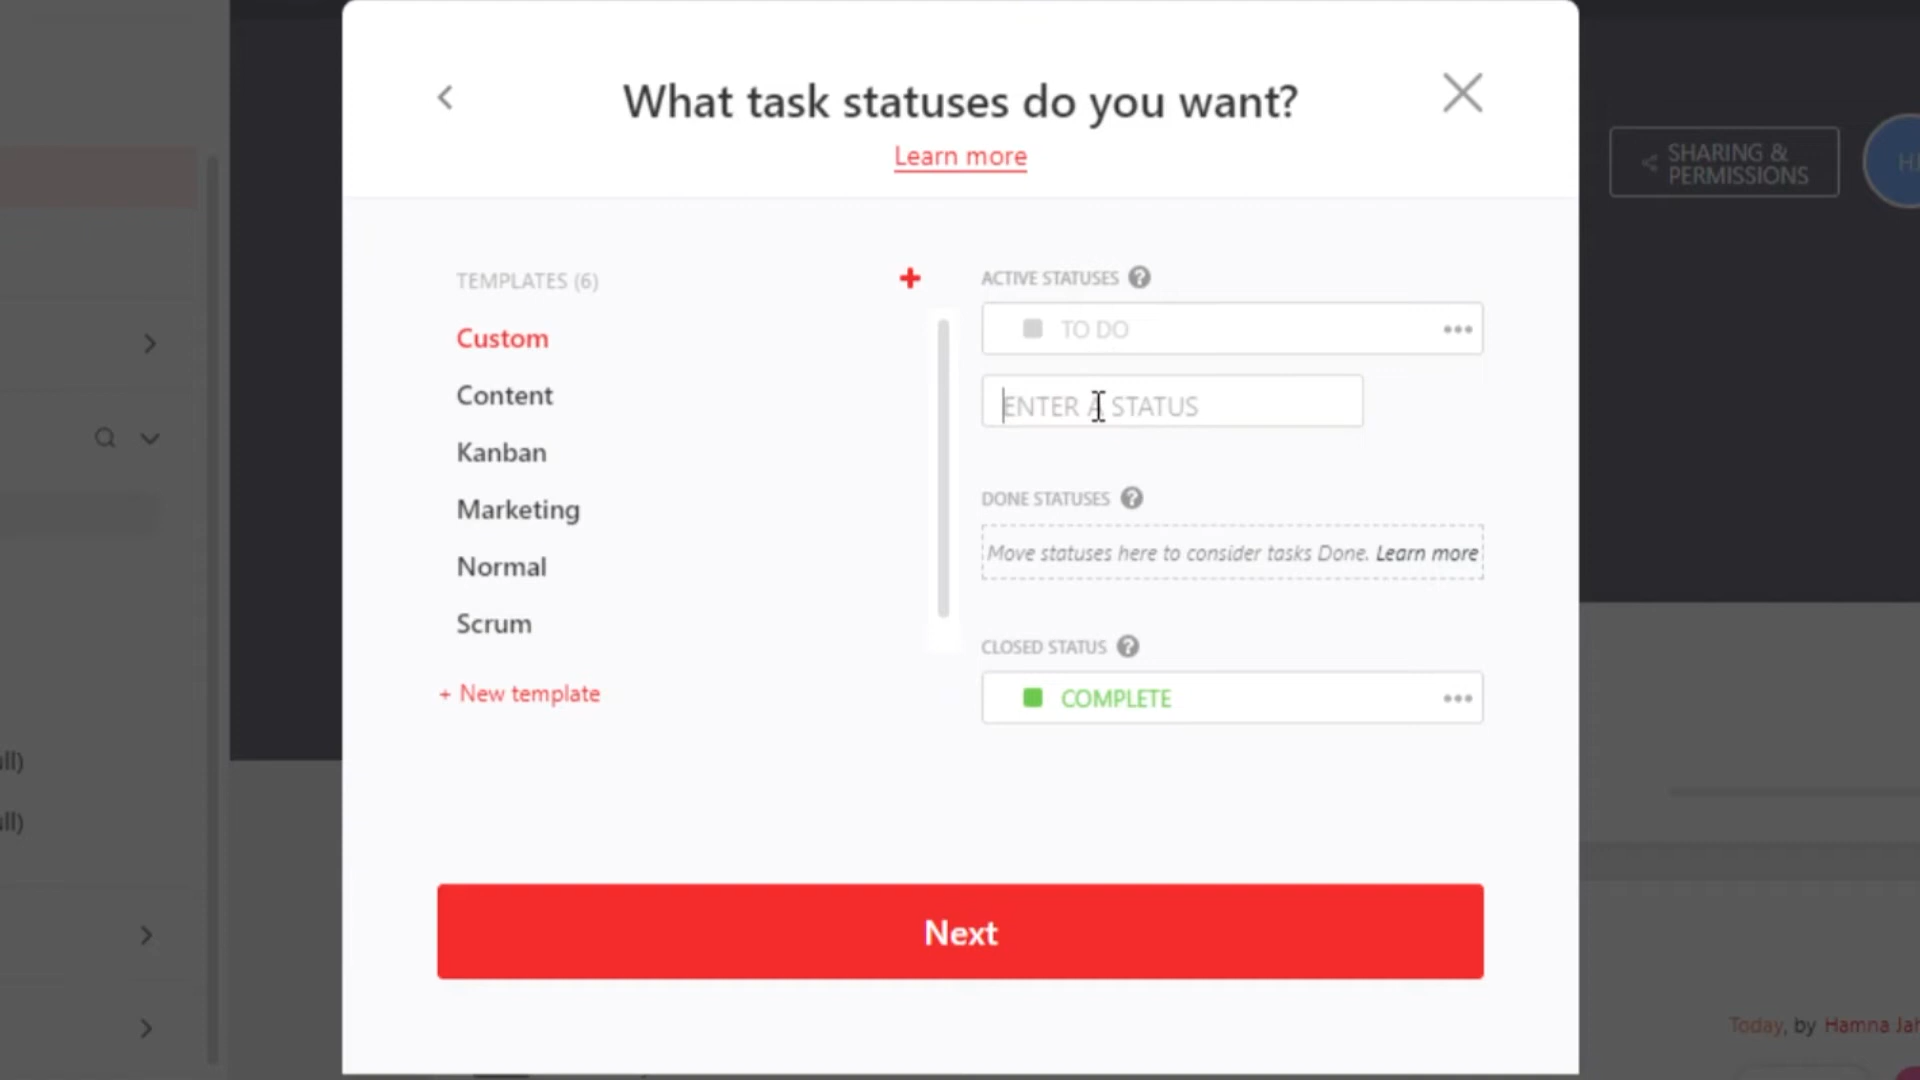 What task statuses do you want?
Learn more
SHARING &
PERMISSIONS
TEMPLATES (6)
Custom
Content
Kanban
Marketing
Normal
Scrum
+ New template
ACTIVE STATUSES
TO DO
ENTER A STATUS
DONE STATUSES
Move statuses here to consider tasks Done. Learn more
CLOSED STATUS
COMPLETE
Next
Today, by Hamna Jah